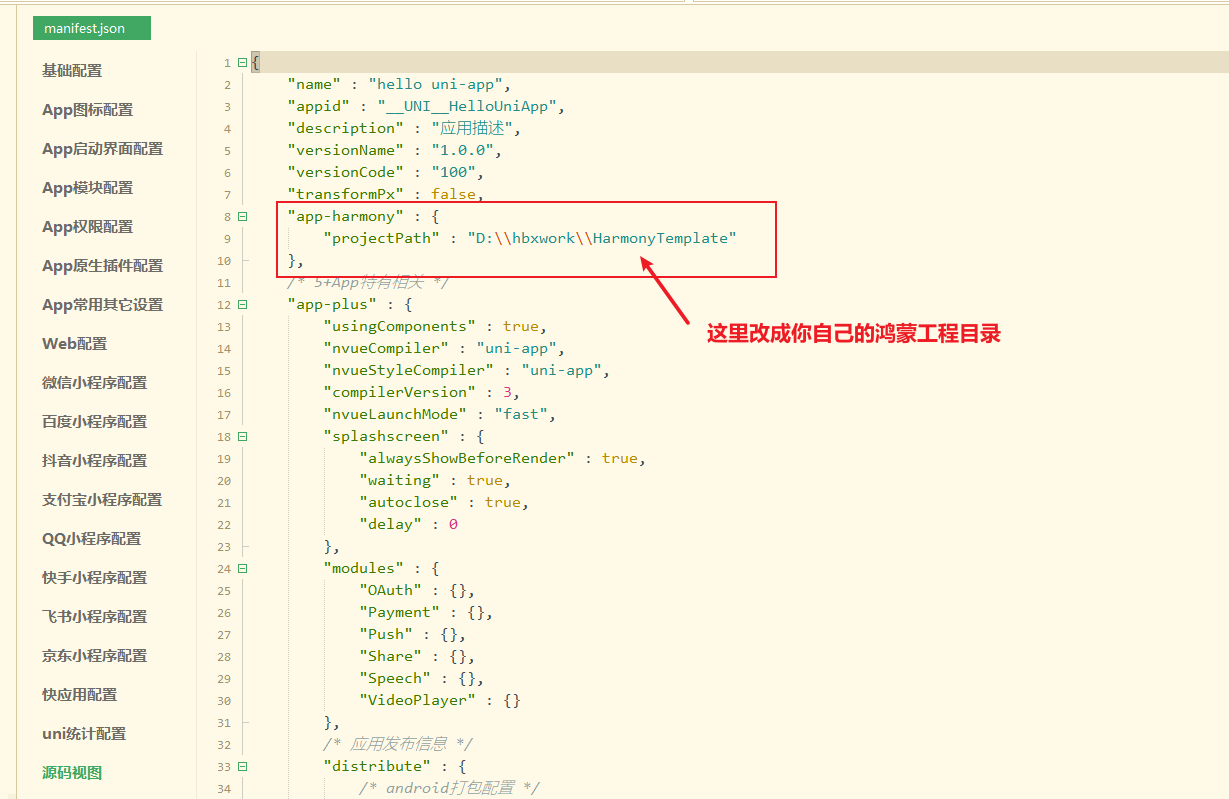 manifest.json
基础配置
App图标配置
App启动界面配置
App模块配置
App权限配置
App原生插件配置
App常用其它设置
Web配置
微信小程序配置
百度小程序配置
抖音小程序配置
支付宝小程序配置
QQ小程序配置
快手小程序配置
飞书小程序配置
京东小程序配置
快应用配置
uni统计配置
源码视图
1 {
2 "name" : "hello uni-app",
3 "appid" : "__UNI__HelloUniApp",
4 "description" : "应用描述",
5 "versionName" : "1.0.0",
6 "versionCode" : "100",
7 "transformPx" : false,
8 "app-harmony" : {
9 "projectPath" : "D:\\hbxwork\\HarmonyTemplate"
10 },
11 /* 5+App特有相关 */
12 "app-plus" : {
13 "usingComponents" : true,
14 "nvueCompiler" : "uni-app",
15 "nvueStyleCompiler" : "uni-app",
16 "compilerVersion" : 3,
17 "nvueLaunchMode" : "fast",
18 "splashscreen" : {
19 "alwaysShowBeforeRender" : true,
20 "waiting" : true,
21 "autoclose" : true,
22 "delay" : 0
23 },
24 "modules" : {
25 "OAuth" : {},
26 "Payment" : {},
27 "Push" : {},
28 "Share" : {},
29 "Speech" : {},
30 "VideoPlayer" : {}
31 },
32 /* 应用发布信息 */
33 "distribute" : {
34 /* android打包配置 */
这里改成你自己的鸿蒙工程目录